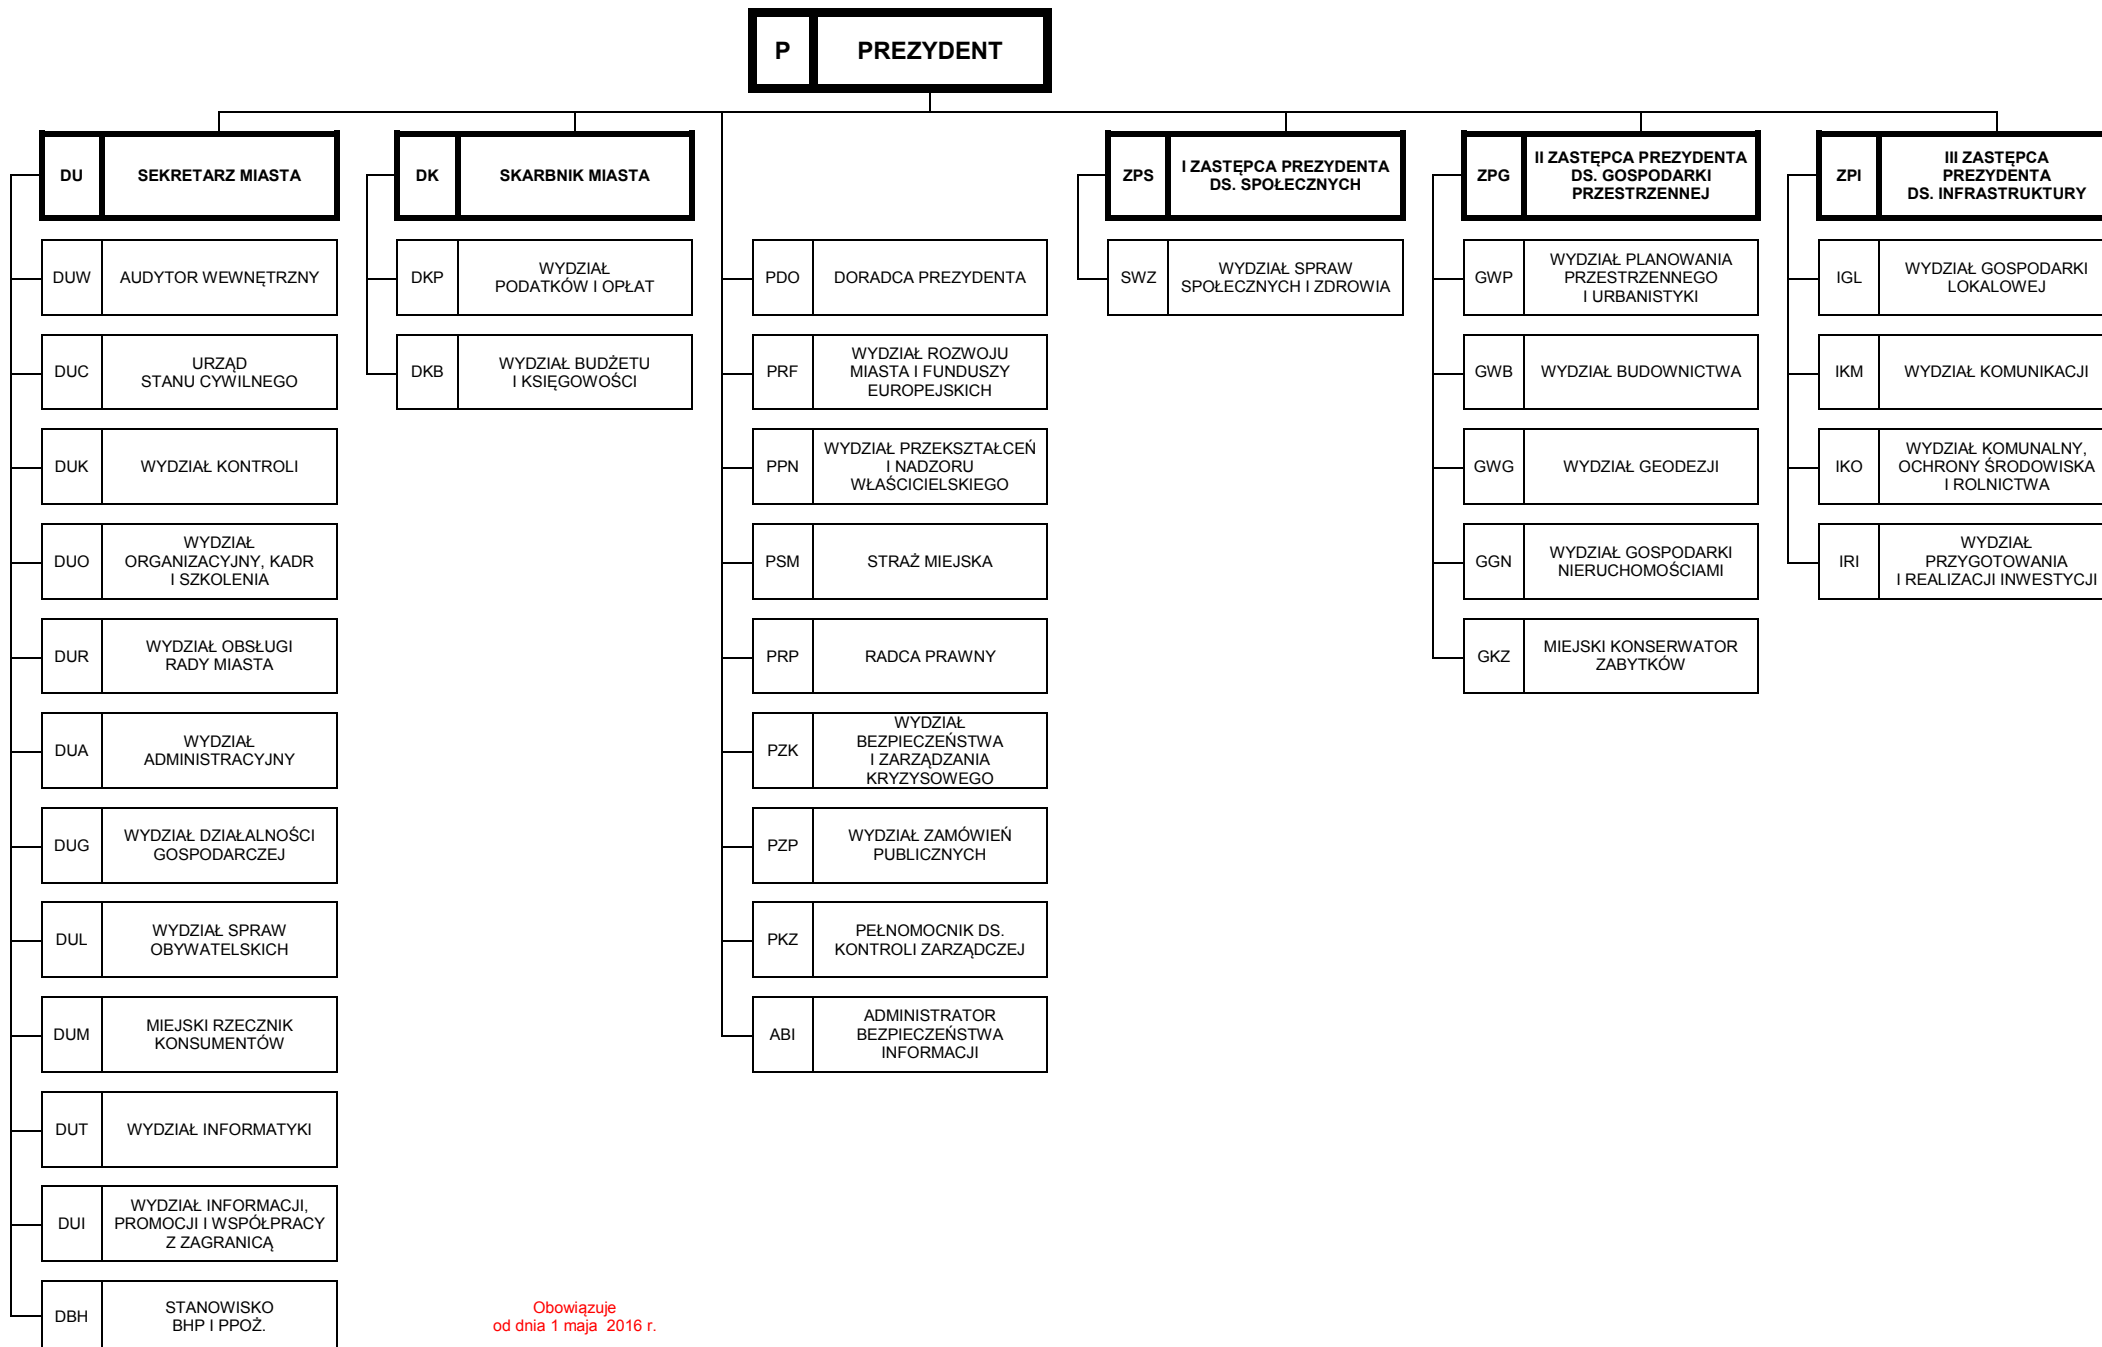 P
PREZYDENT
DU
SEKRETARZ MIASTA
DUW
AUDYTOR WEWNĘTRZNY
DUC
URZĄD
STANU CYWILNEGO
DUK
WYDZIAŁ KONTROLI
DUO
WYDZIAŁ
ORGANIZACYJNY, KADR
I SZKOLENIA
DUR
WYDZIAŁ OBSŁUGI
RADY MIASTA
DUA
WYDZIAŁ
ADMINISTRACYJNY
DUG
WYDZIAŁ DZIAŁALNOŚCI
GOSPODARCZEJ
DUL
WYDZIAŁ SPRAW
OBYWATELSKICH
DUM
MIEJSKI RZECZNIK
KONSUMENTÓW
DUT
WYDZIAŁ INFORMATYKI
DUI
WYDZIAŁ INFORMACJI,
PROMOCJI I WSPÓŁPRACY
Z ZAGRANICĄ
DBH
STANOWISKO
BHP I PPOŻ.
DK
SKARBNIK MIASTA
DKP
WYDZIAŁ
PODATKÓW I OPŁAT
DKB
WYDZIAŁ BUDŻETU
I KSIĘGOWOŚCI
PDO
DORADCA PREZYDENTA
PRF
WYDZIAŁ ROZWOJU
MIASTA I FUNDUSZY
EUROPEJSKICH
PPN
WYDZIAŁ PRZEKSZTAŁCEŃ
I NADZORU
WŁAŚCICIELSKIEGO
PSM
STRAŻ MIEJSKA
PRP
RADCA PRAWNY
PZK
WYDZIAŁ
BEZPIECZEŃSTWA
I ZARZĄDZANIA
KRYZYSOWEGO
PZP
WYDZIAŁ ZAMÓWIEŃ
PUBLICZNYCH
PKZ
PEŁNOMOCNIK DS.
KONTROLI ZARZĄDCZEJ
ABI
ADMINISTRATOR
BEZPIECZEŃSTWA
INFORMACJI
ZPS
I ZASTĘPCA PREZYDENTA
DS. SPOŁECZNYCH
SWZ
WYDZIAŁ SPRAW
SPOŁECZNYCH I ZDROWIA
ZPG
II ZASTĘPCA PREZYDENTA
DS. GOSPODARKI
PRZESTRZENNEJ
GWP
WYDZIAŁ PLANOWANIA
PRZESTRZENNEGO
I URBANISTYKI
GWB
WYDZIAŁ BUDOWNICTWA
GWG
WYDZIAŁ GEODEZJI
GGN
WYDZIAŁ GOSPODARKI
NIERUCHOMOŚCIAMI
GKZ
MIEJSKI KONSERWATOR
ZABYTKÓW
ZPI
III ZASTĘPCA
PREZYDENTA
DS. INFRASTRUKTURY
IGL
WYDZIAŁ GOSPODARKI
LOKALOWEJ
IKM
WYDZIAŁ KOMUNIKACJI
IKO
WYDZIAŁ KOMUNALNY,
OCHRONY ŚRODOWISKA
I ROLNICTWA
IRI
WYDZIAŁ
PRZYGOTOWANIA
I REALIZACJI INWESTYCJI
Obowiązuje
od dnia 1 maja 2016 r.